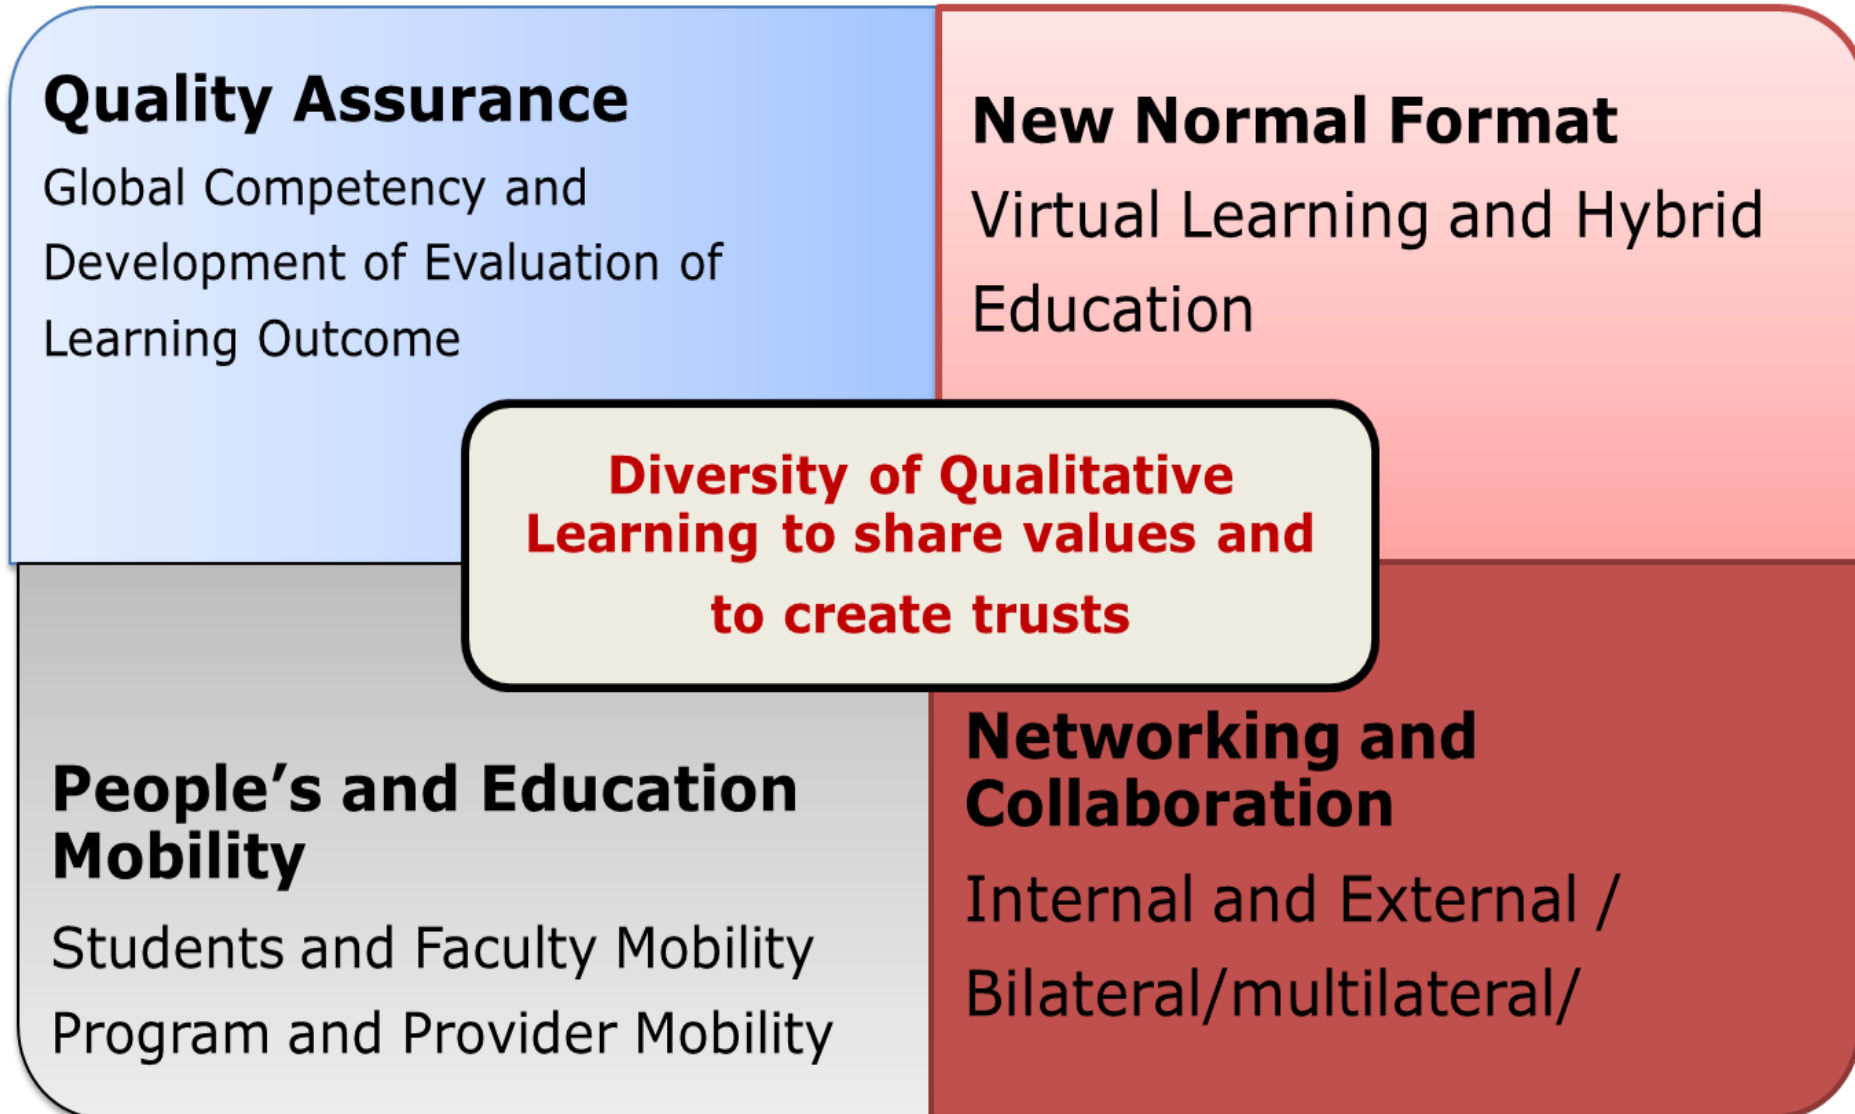 Quality Assurance
Global Competency and
Development of Evaluation of
Learning Outcome
New Normal Format
Virtual Learning and Hybrid
Education
Diversity of Qualitative
Learning to share values and
to create trusts
People’s and Education
Mobility
Students and Faculty Mobility
Program and Provider Mobility
Networking and
Collaboration
Internal and External /
Bilateral/multilateral/